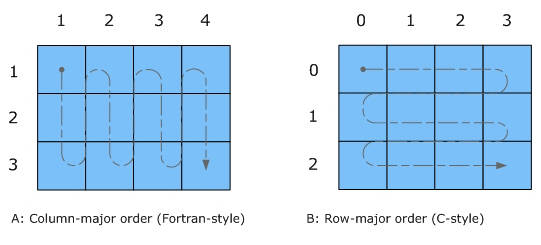 1 2 3 4
1
2
3
A: Column-major order (Fortran-style)
0 1 2 3
0
1
2
B: Row-major order (C-style)